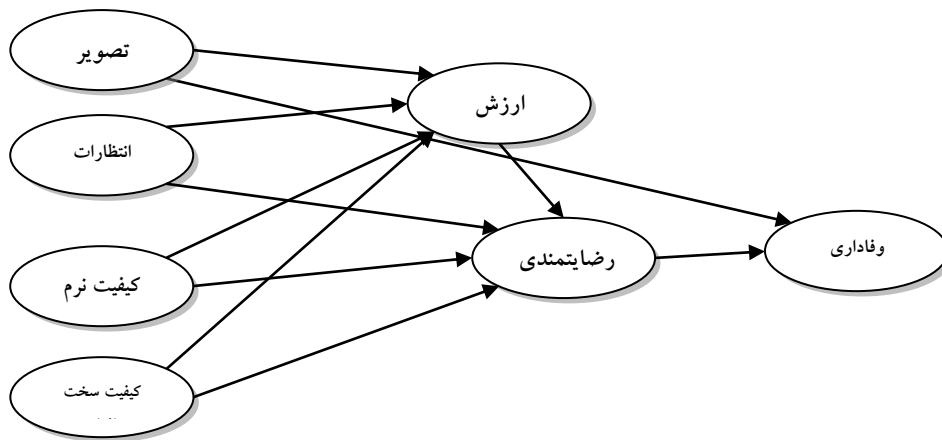 تصویر
ارزش
انتظارات
وفاداری
رضایتمندی
کیفیت نرم
کیفیت سخت